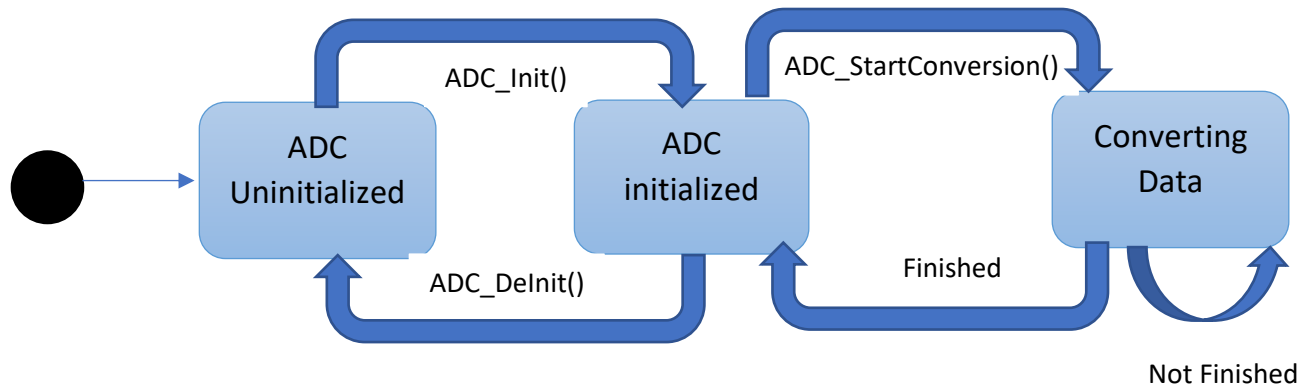 ADC_Init()
ADC_StartConversion()
ADC
Uninitialized
ADC
initialized
Converting
Data
ADC_DeInit()
Finished
Not Finished